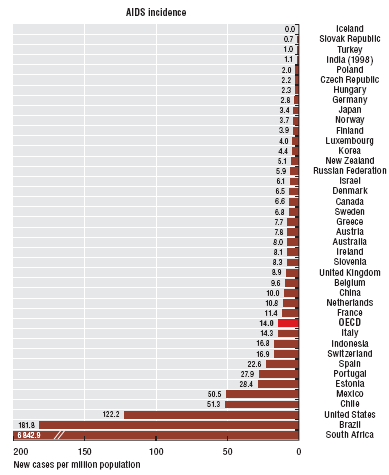 AIDS incidence
0.0 Iceland
0.7 Slovak Republic
1.0 Turkey
1.1 India (1998)
2.0 Poland
2.2 Czech Republic
2.3 Hungary
2.8 Germany
3.4 Japan
3.7 Norway
3.9 Finland
4.0 Luxembourg
4.4 Korea
5.1 New Zealand
5.9 Russian Federation
6.1 Israel
6.5 Denmark
6.6 Canada
6.8 Sweden
7.7 Greece
7.8 Austria
8.0 Australia
8.1 Ireland
8.3 Slovenia
8.9 United Kingdom
9.6 Belgium
10.0 China
10.8 Netherlands
11.4 France
14.0 OECD
14.3 Italy
16.8 Indonesia
16.9 Switzerland
22.6 Spain
27.9 Portugal
28.4 Estonia
50.5 Mexico
51.3 Chile
122.2 United States
181.8 Brazil
6 842.9 South Africa
200 150 100 50 0
New cases per million population